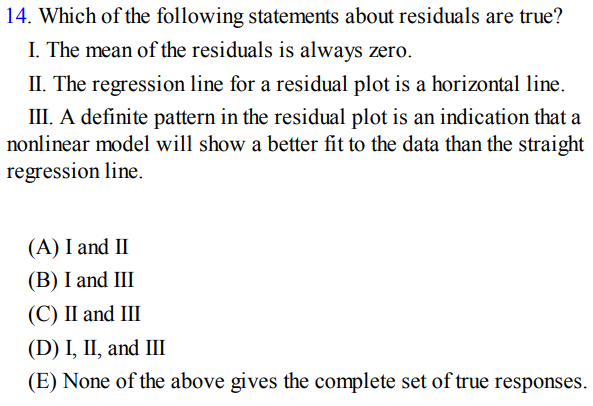 14. Which of the following statements about residuals are true?
I. The mean of the residuals is always zero.
II. The regression line for a residual plot is a horizontal line.
III. A definite pattern in the residual plot is an indication that a
nonlinear model will show a better fit to the data than the straight
regression line.
(A) I and II
(B) I and III
(C) II and III
(D) I, II, and III
(E) None of the above gives the complete set of true responses.